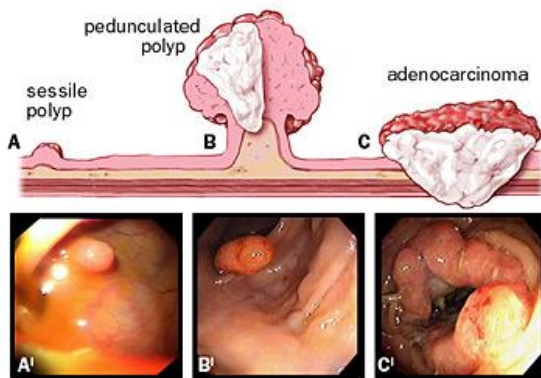 pedunculated
polyp
adenocarcinoma
sessile
polyp
A
B
C
A'
B'
C'